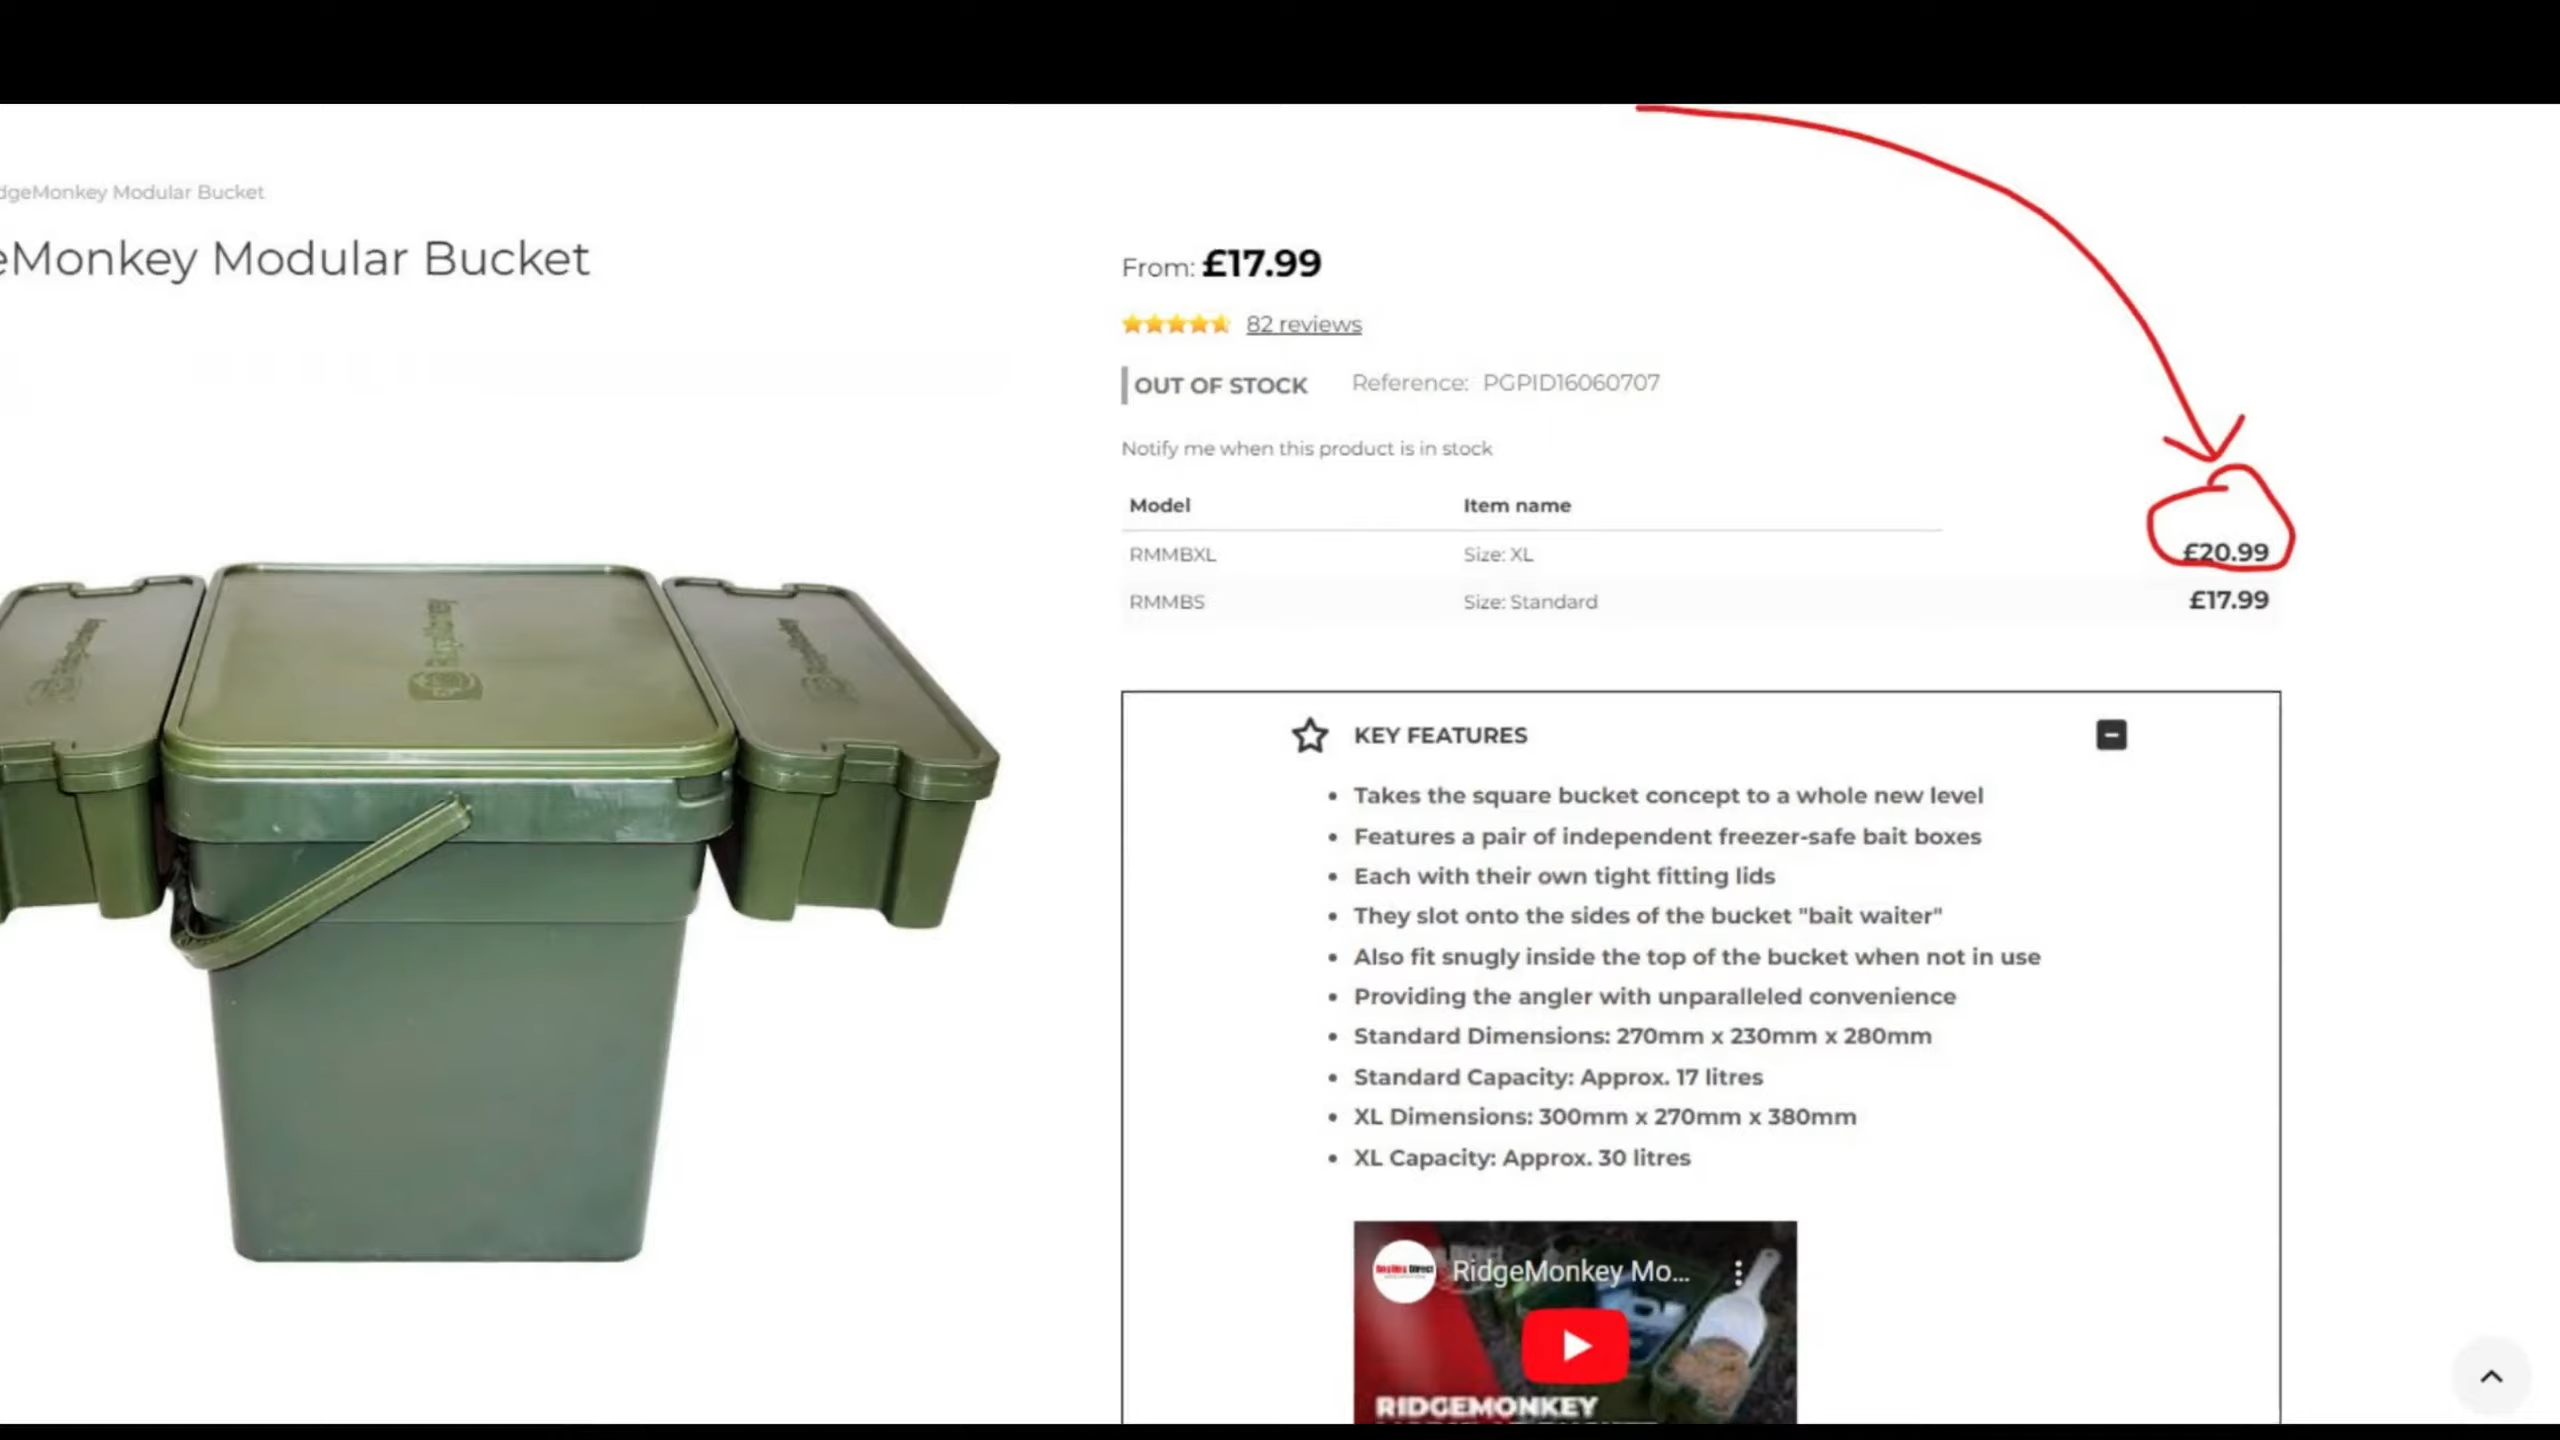 dgeMonkey Modular Bucket
eMonkey Modular Bucket
From: £17.99
82 reviews
OUT OF STOCK Reference: PGPID16060707
Notify me when this product is in stock
Model Item name
RMMBXL Size: XL £20.99
RMMBS Size: Standard £17.99
KEY FEATURES
• Takes the square bucket concept to a whole new level
• Features a pair of independent freezer-safe bait boxes
• Each with their own tight fitting lids
• They slot onto the sides of the bucket "bait waiter"
• Also fit snugly inside the top of the bucket when not in use
• Providing the angler with unparalleled convenience
• Standard Dimensions: 270mm x 230mm x 280mm
• Standard Capacity: Approx. 17 litres
• XL Dimensions: 300mm x 270mm x 380mm
• XL Capacity: Approx. 30 litres
RidgeMonkey Mo...
RIDGEMONKEY
RidgeMonkey